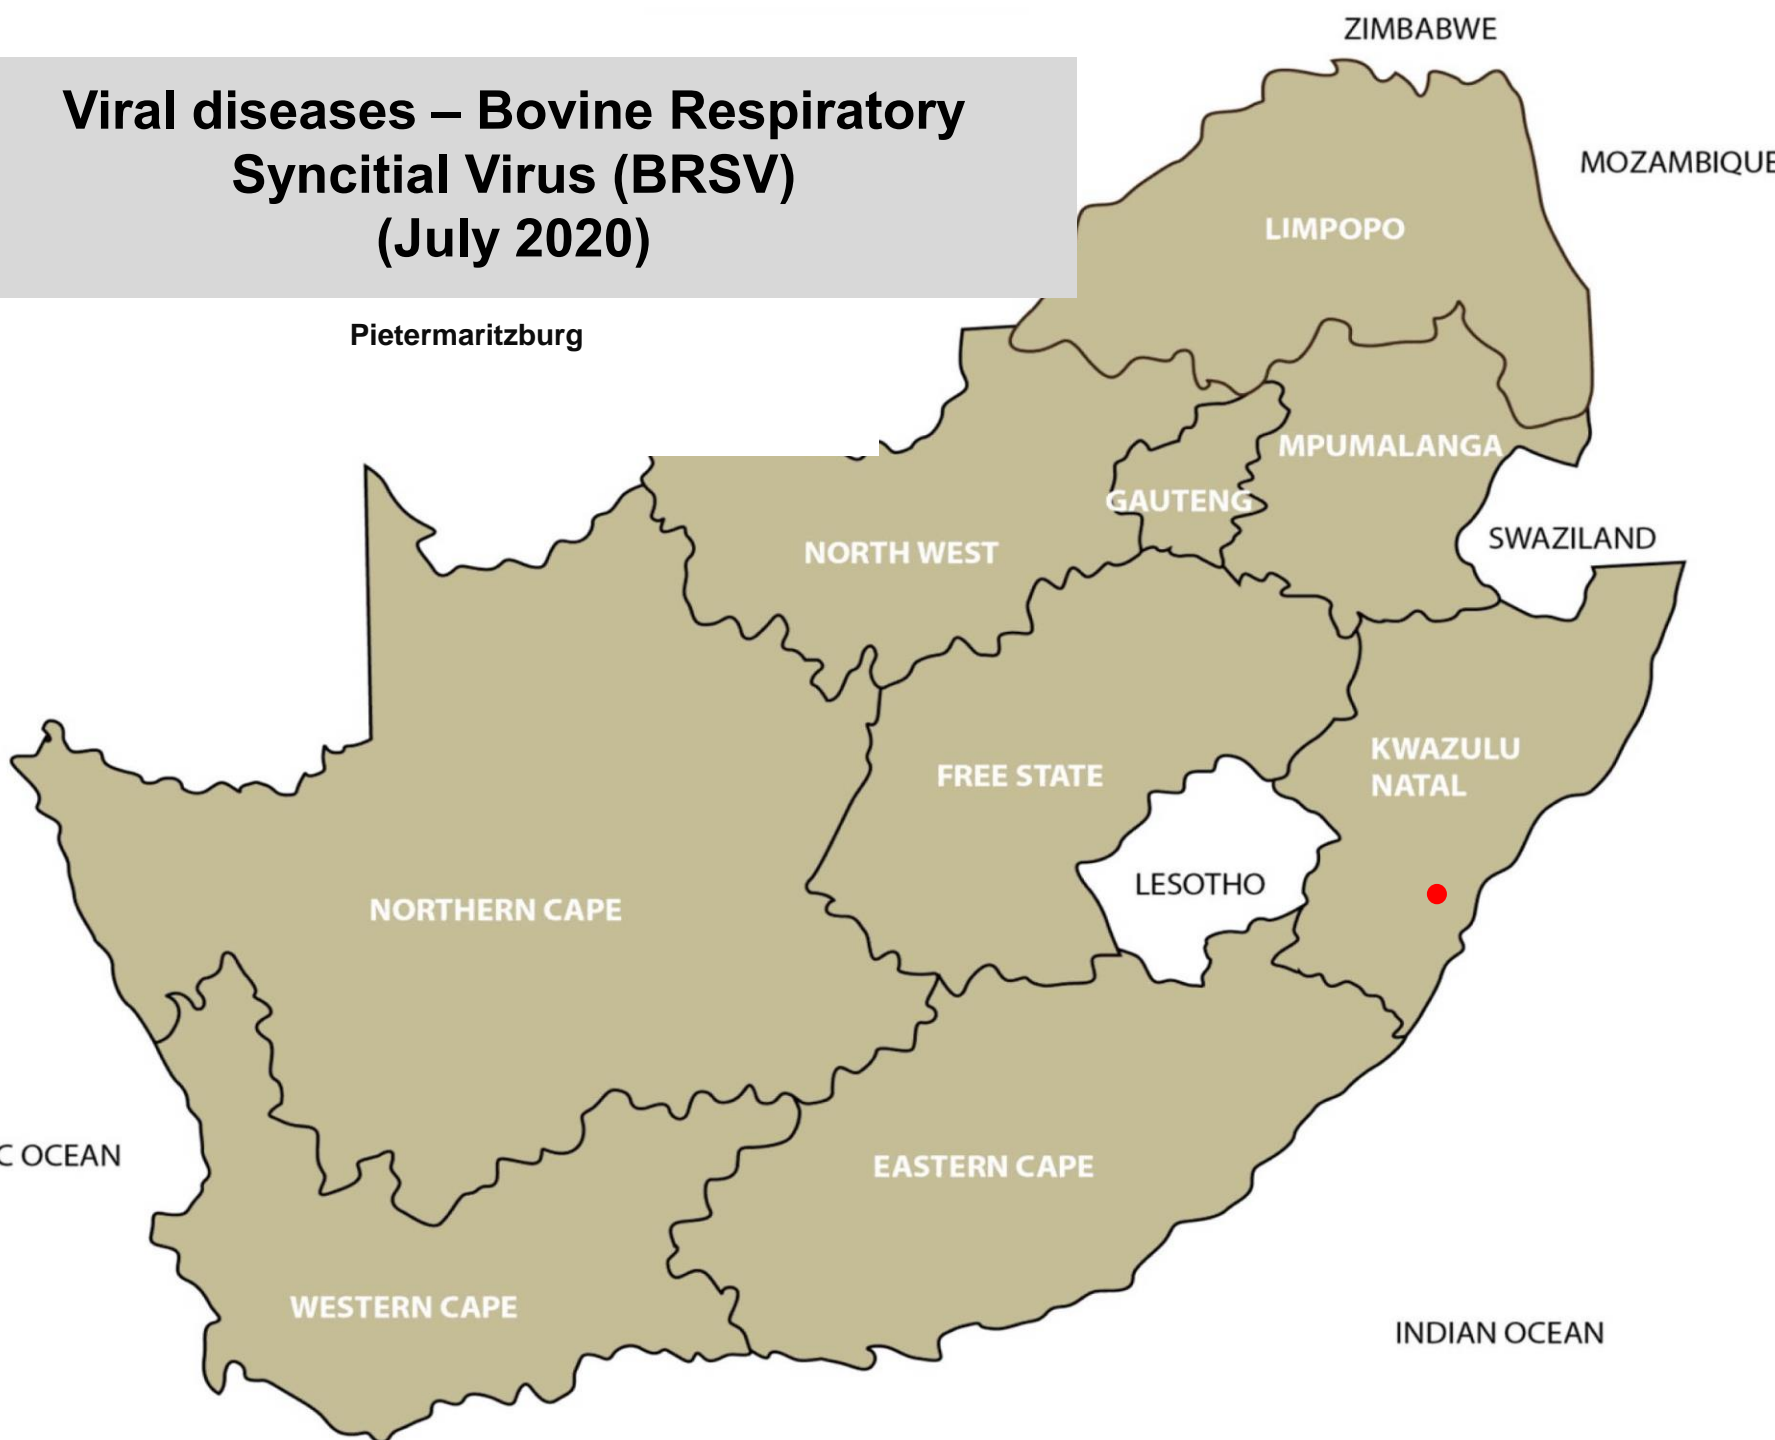 Viral diseases – Bovine Respiratory
Syncitial Virus (BRSV)
(July 2020)
Pietermaritzburg
ZIMBABWE
MOZAMBIQUE
LIMPOPO
MPUMALANGA
GAUTENG
SWAZILAND
NORTH WEST
KWAZULU
NATAL
FREE STATE
LESOTHO
NORTHERN CAPE
C OCEAN
EASTERN CAPE
WESTERN CAPE
INDIAN OCEAN